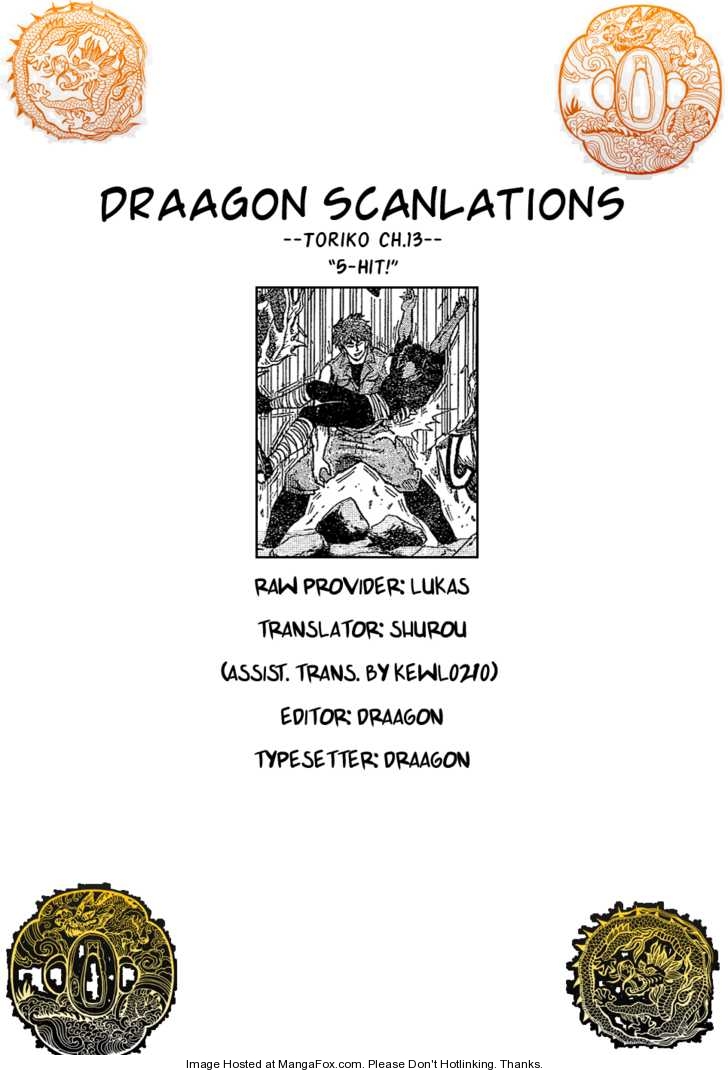 DRAAGON SCANLATIONS
--TORIKO CH.13--
"5-HIT!"
RAW PROVIDER: LUKAS
TRANSLATOR: SHUROU
(ASSIST. TRANS. BY KEWL0210)
EDITOR: DRAAGON
TYPESETTER: DRAAGON
Image Hosted at MangaFox.com. Please Don't Hotlinking. Thanks.